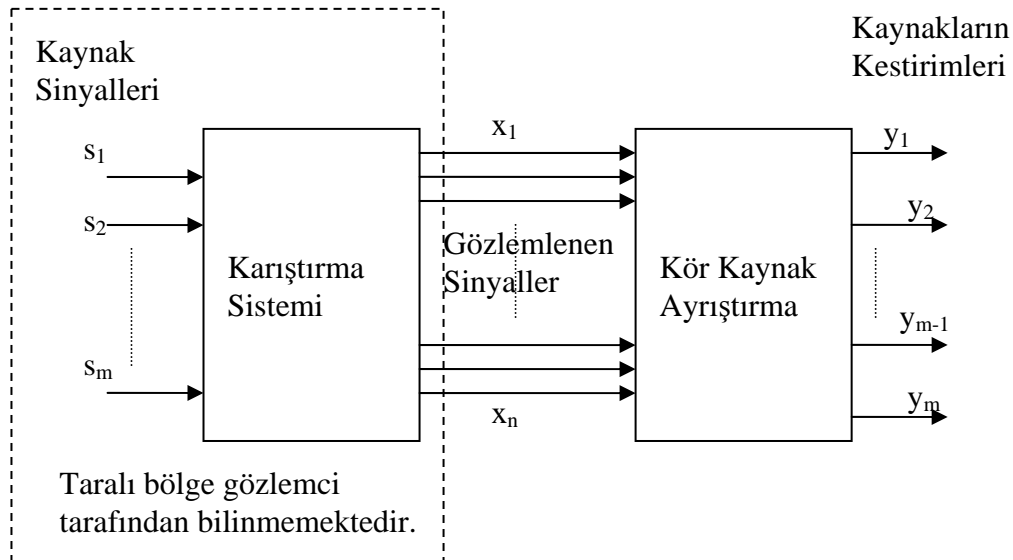 Kaynak
Sinyalleri
Kaynakların
Kestirimleri
s1
s2
sm
Karıştırma
Sistemi
x1
Gözlemlenen
Sinyaller
xn
Kör Kaynak
Ayrıştırma
y1
y2
ym-1
ym
Taralı bölge gözlemci
tarafından bilinmemektedir.